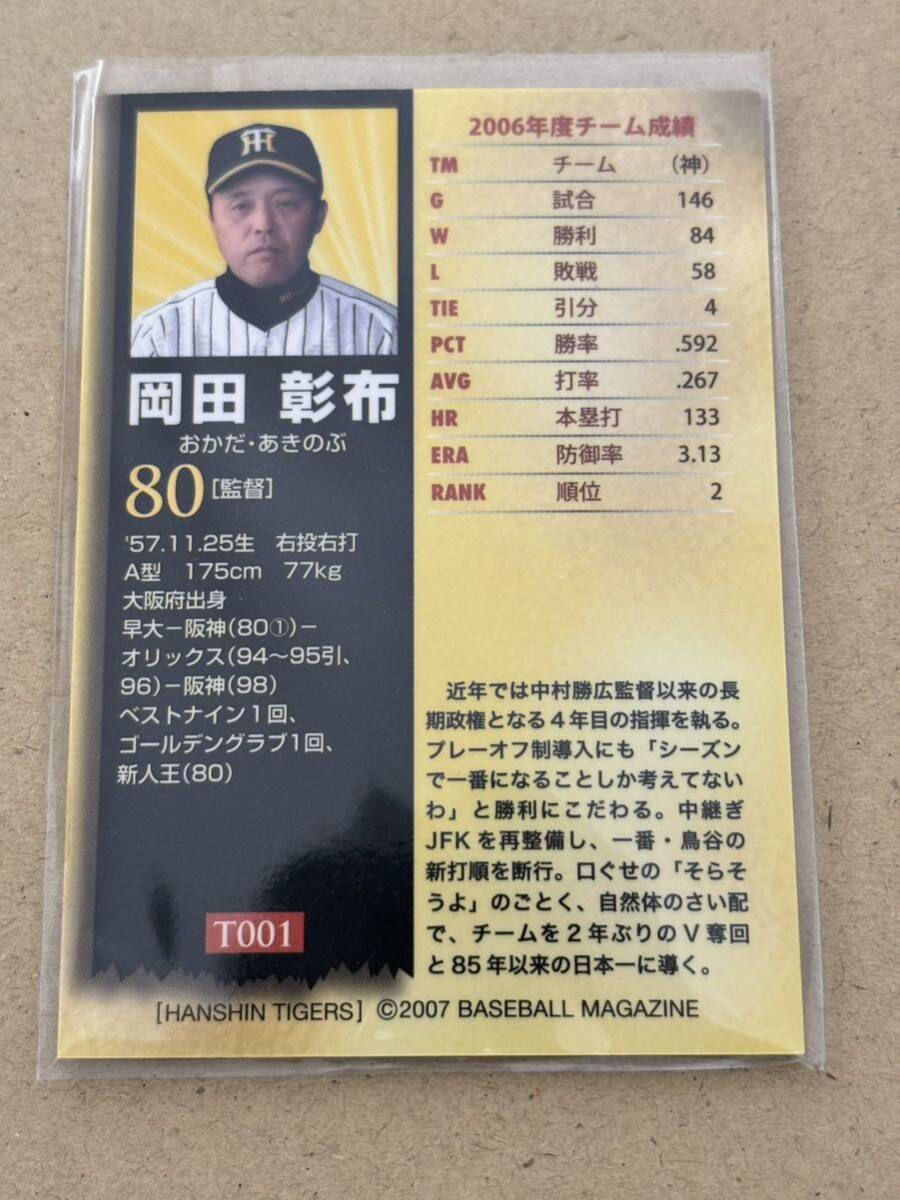 岡田 彰布
おかだ・あきのぶ
80[監督]
'57.11.25生 右投右打
A型 175cm 77kg
大阪府出身
早大－阪神(80①)－
オリックス(94～95引、
96)－阪神(98)
ベストナイン1回、
ゴールデングラブ1回、
新人王(80)
T001
2006年度チーム成績
TM チーム (神)
G 試合 146
W 勝利 84
L 敗戦 58
TIE 引分 4
PCT 勝率 .592
AVG 打率 .267
HR 本塁打 133
ERA 防御率 3.13
RANK 順位 2
近年では中村勝広監督以来の長
期政権となる4年目の指揮を執る。
プレーオフ制導入にも「シーズン
で一番になることしか考えてない
わ」と勝利にこだわる。中継ぎ
JFKを再整備し、一番・鳥谷の
新打順を断行。口ぐせの「そらそ
うよ」のごとく、自然体のさい配
で、チームを2年ぶりのV奪回
と85年以来の日本一に導く。
[HANSHIN TIGERS] ©2007 BASEBALL MAGAZINE